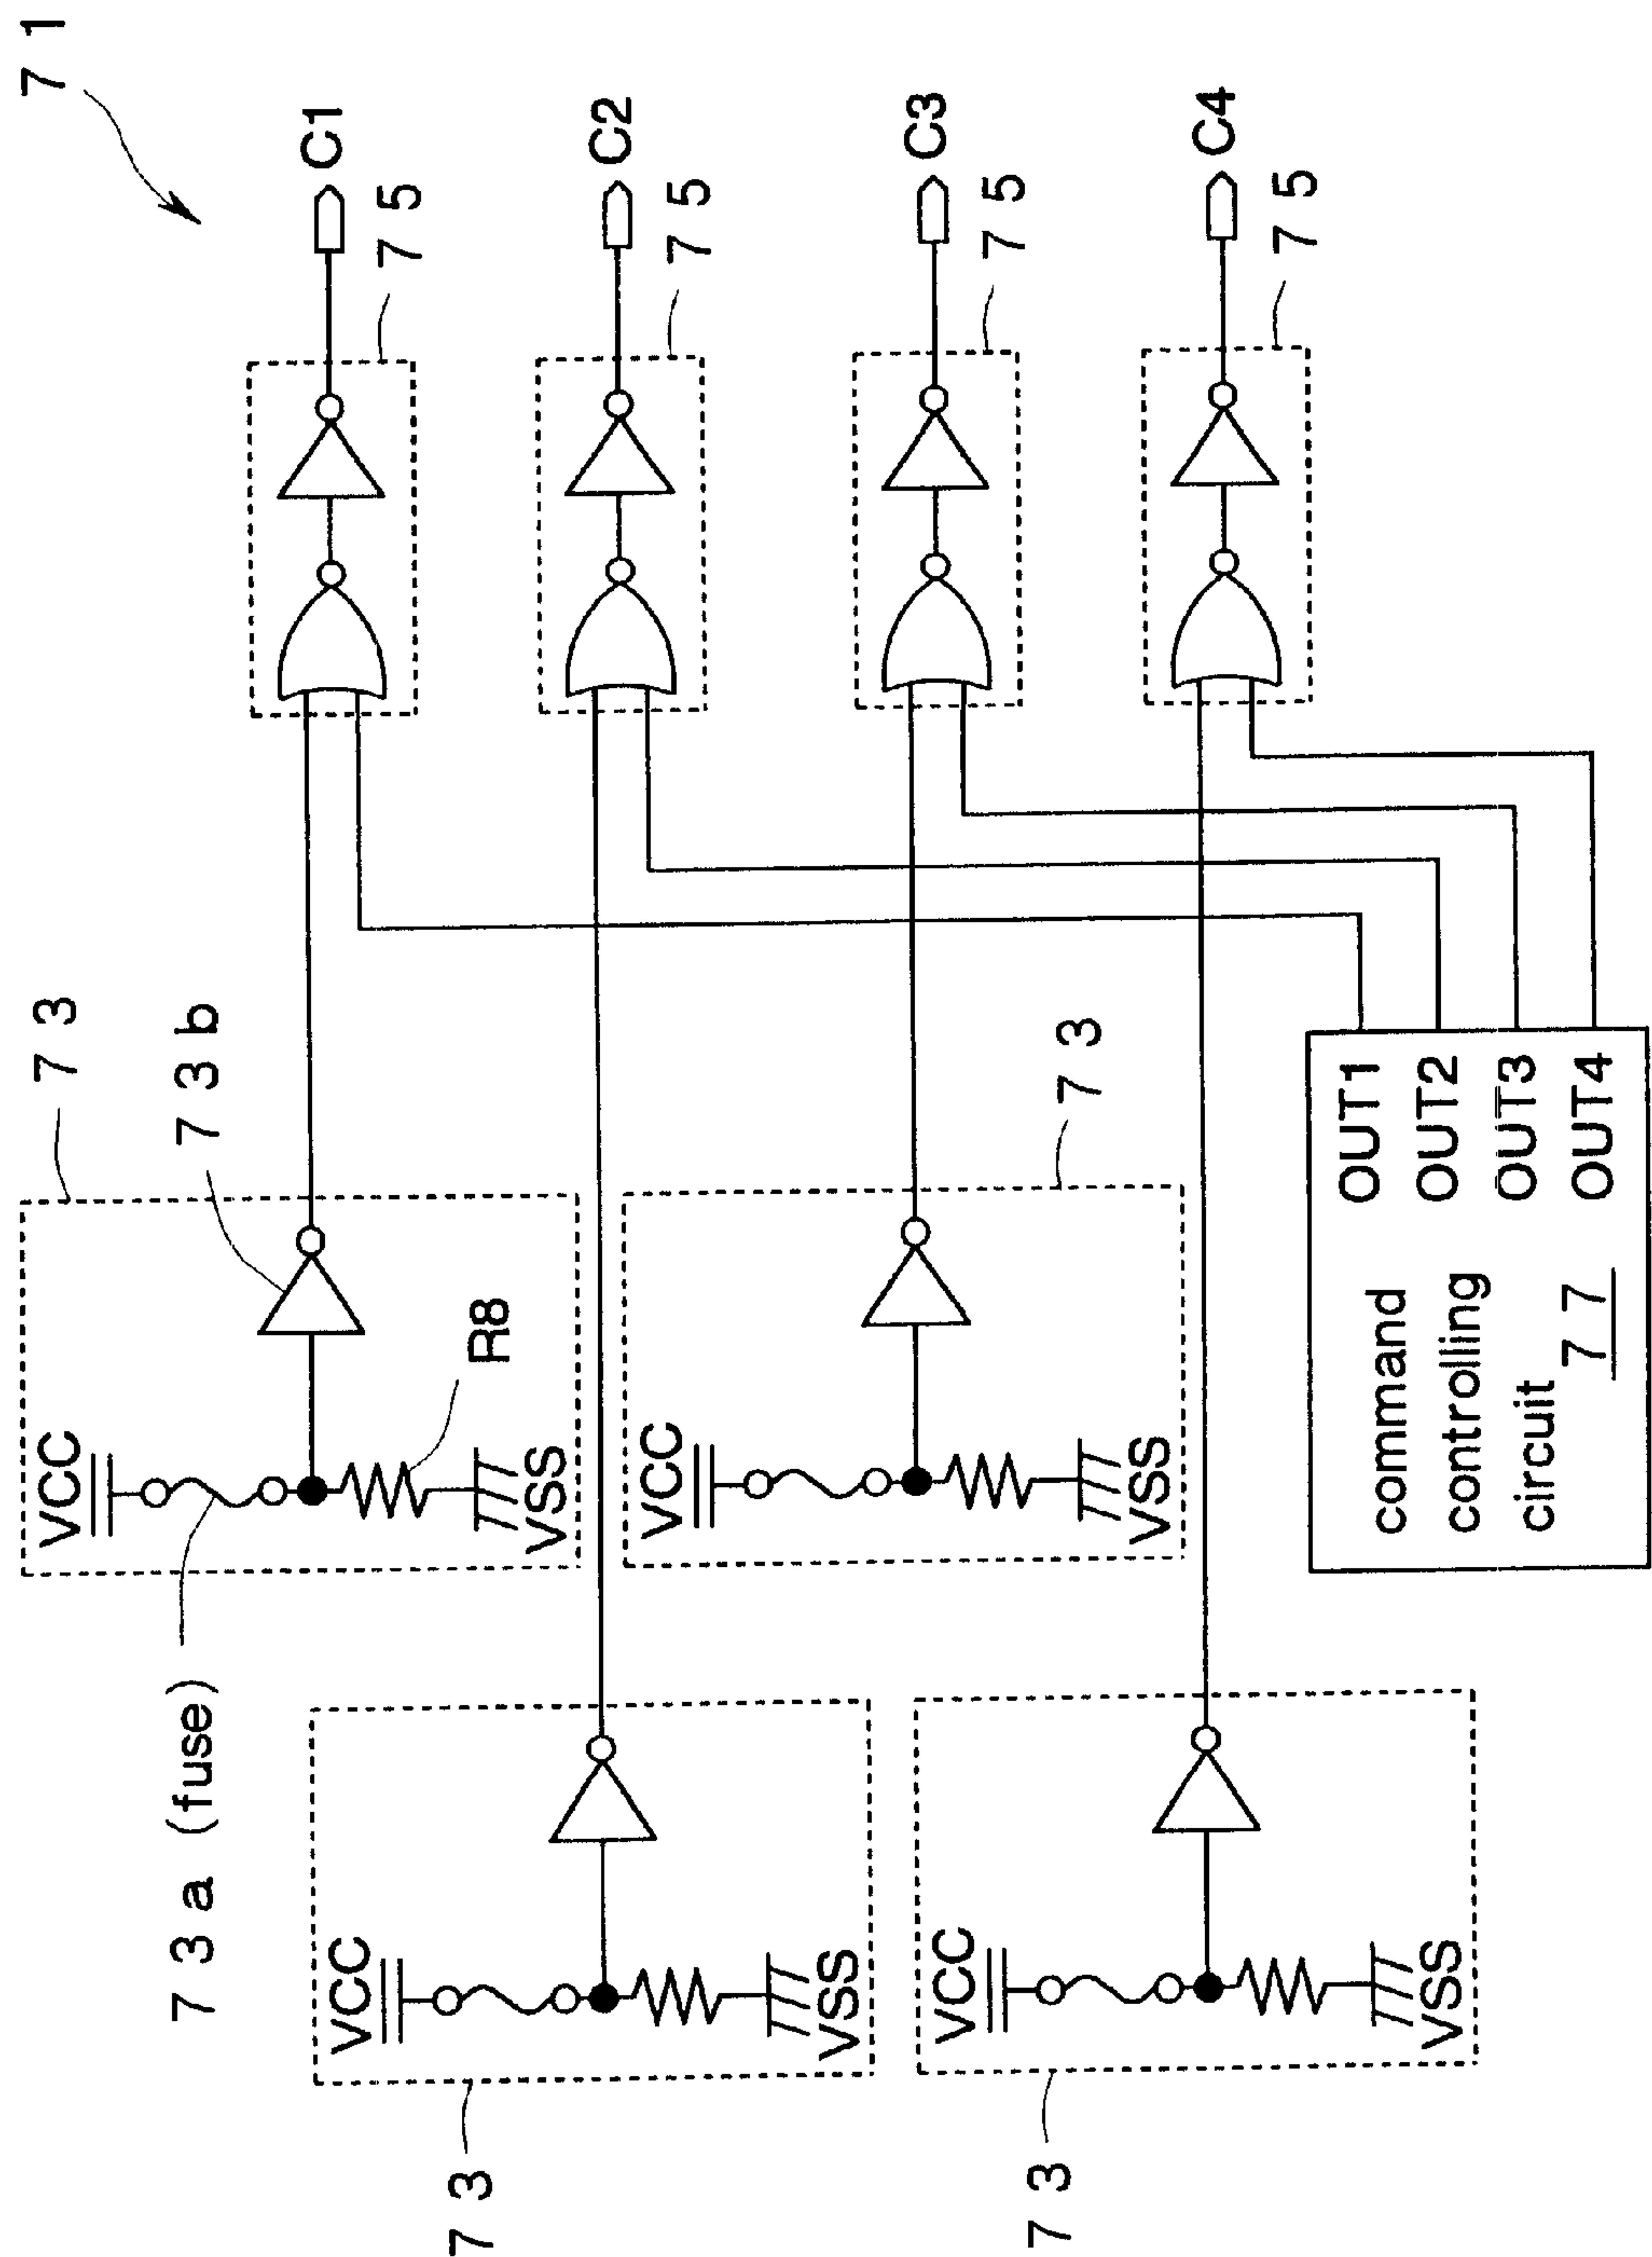 7 1
7 3
7 3 b
7 3 a (fuse)
VCC
R8
VSS
C1
7 5
7 3
VCC
VSS
C2
7 5
7 3
VCC
VSS
C3
7 5
7 3
VCC
VSS
C4
7 5
command
controlling
circuit
7 7
OUT1
OUT2
OUT3
OUT4